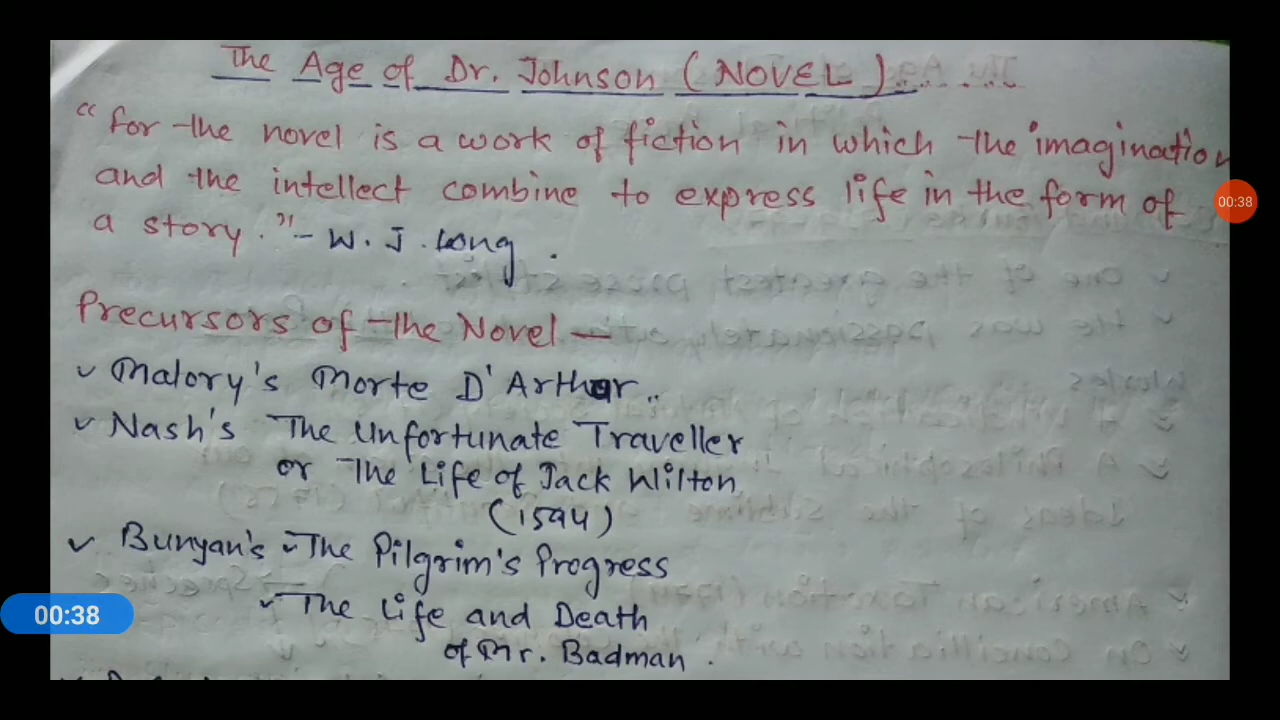 The Age of Dr. Johnson (NOVEL)
"for the novel is a work of fiction in which the imagination
and the intellect combine to express life in the form of
a story."- W. J. Long.
00:38
Precursors of the Novel —
✓ Malory's Morte D'Arthur..
✓ Nash's The Unfortunate Traveller
or The Life of Jack Wilton
(1594)
✓ Bunyan's ✓ The Pilgrim's Progress
00:38
✓ The Life and Death
of Mr. Badman.